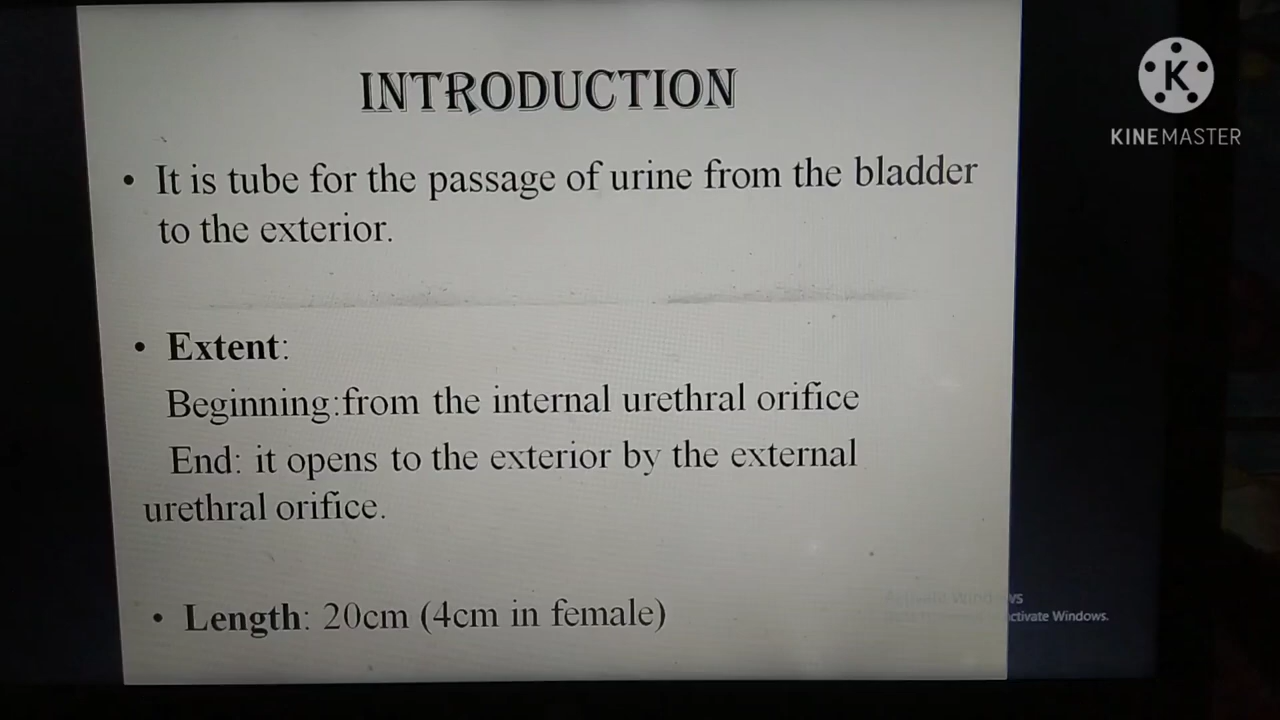 INTRODUCTION
• It is tube for the passage of urine from the bladder
to the exterior.
• Extent:
Beginning:from the internal urethral orifice
End: it opens to the exterior by the external
urethral orifice.
• Length: 20cm (4cm in female)
K
KINEMASTER
Activate Windows
ctivate Windows.